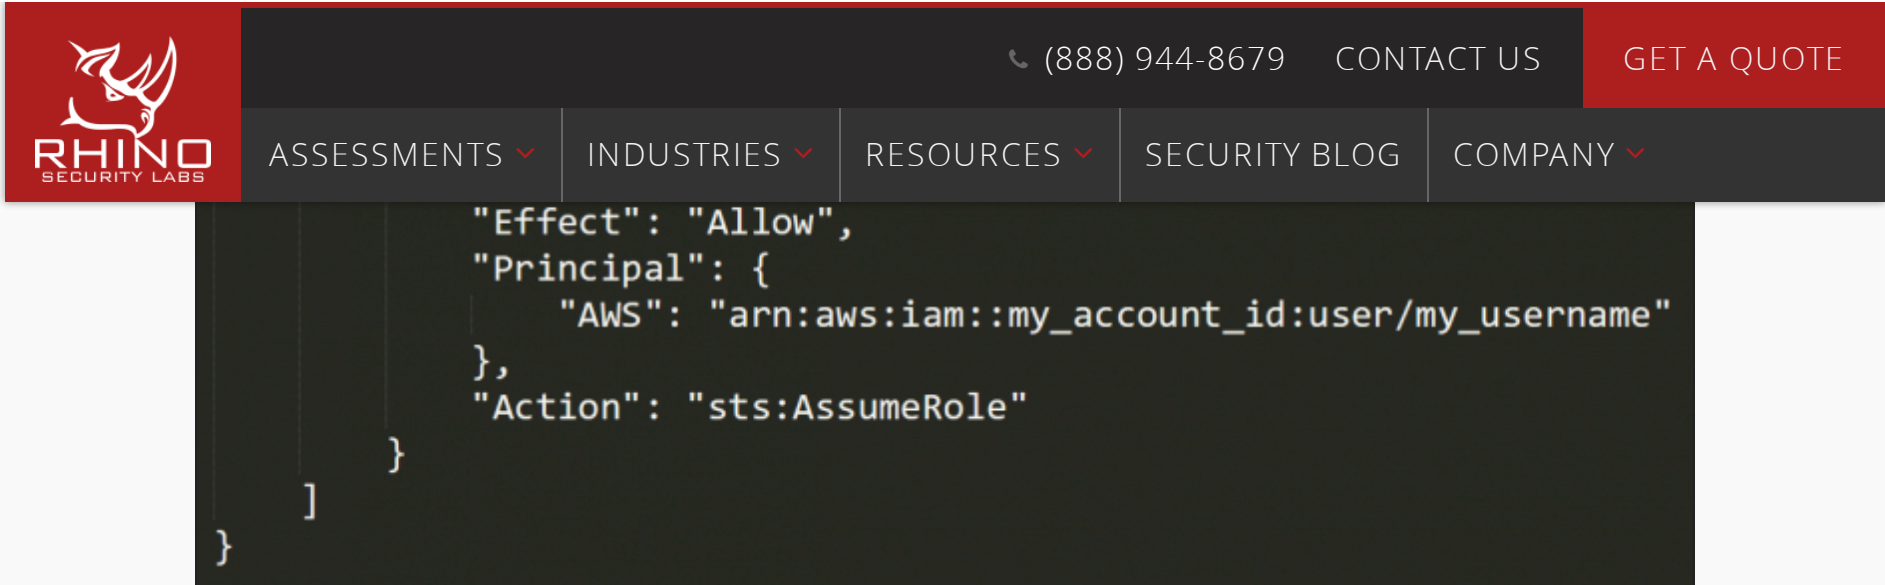 (888) 944-8679 CONTACT US GET A QUOTE
RHINO
SECURITY LABS
ASSESSMENTS INDUSTRIES RESOURCES SECURITY BLOG COMPANY
"Effect": "Allow",
"Principal": {
"AWS": "arn:aws:iam::my_account_id:user/my_username"
},
"Action": "sts:AssumeRole"
}
]
}